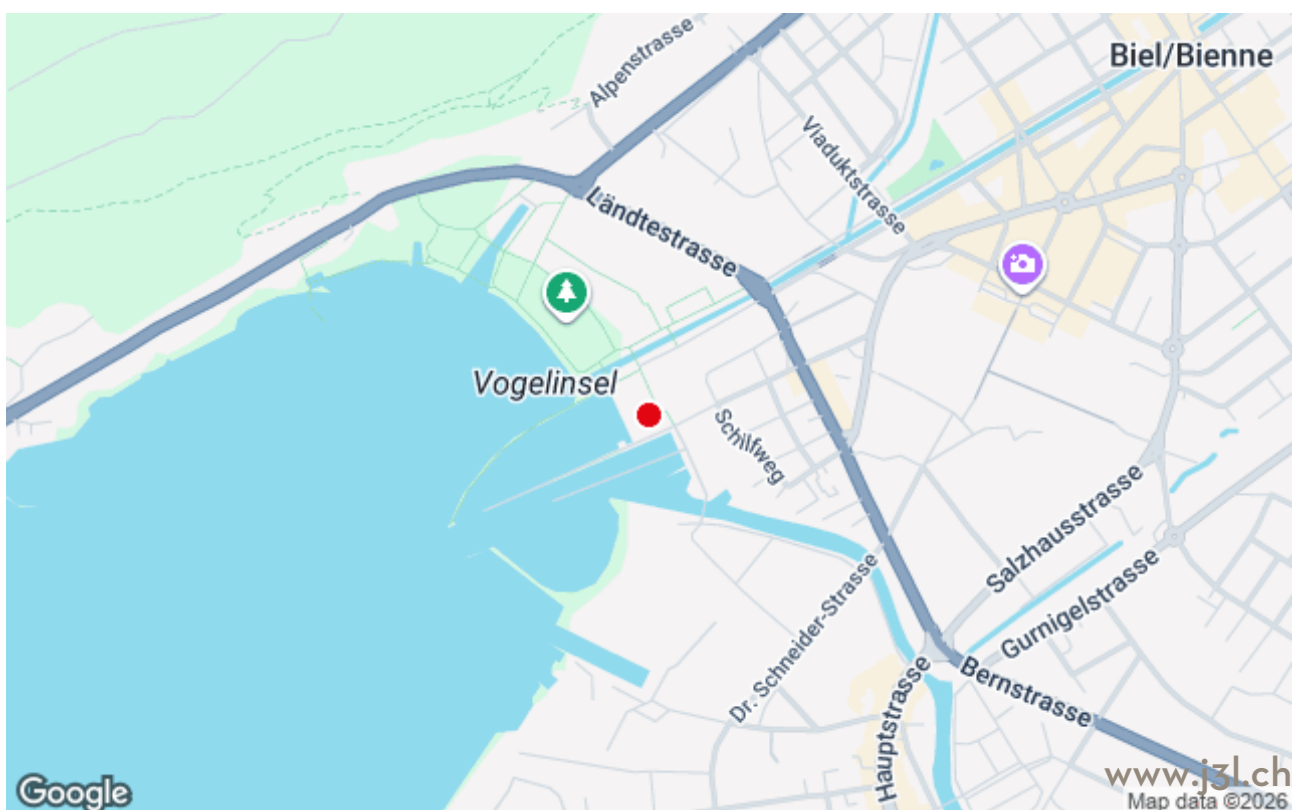 Biel/Bienne
Alpenstrasse
Viaduktstrasse
Ländtestrasse
Vogelinsel
Schilfweg
Salzhausstrasse
Gurnigelstrasse
Dr. Schneider-Strasse
Bernstrasse
Hauptstrasse
www.j3l.ch
Google
Map data ©2026